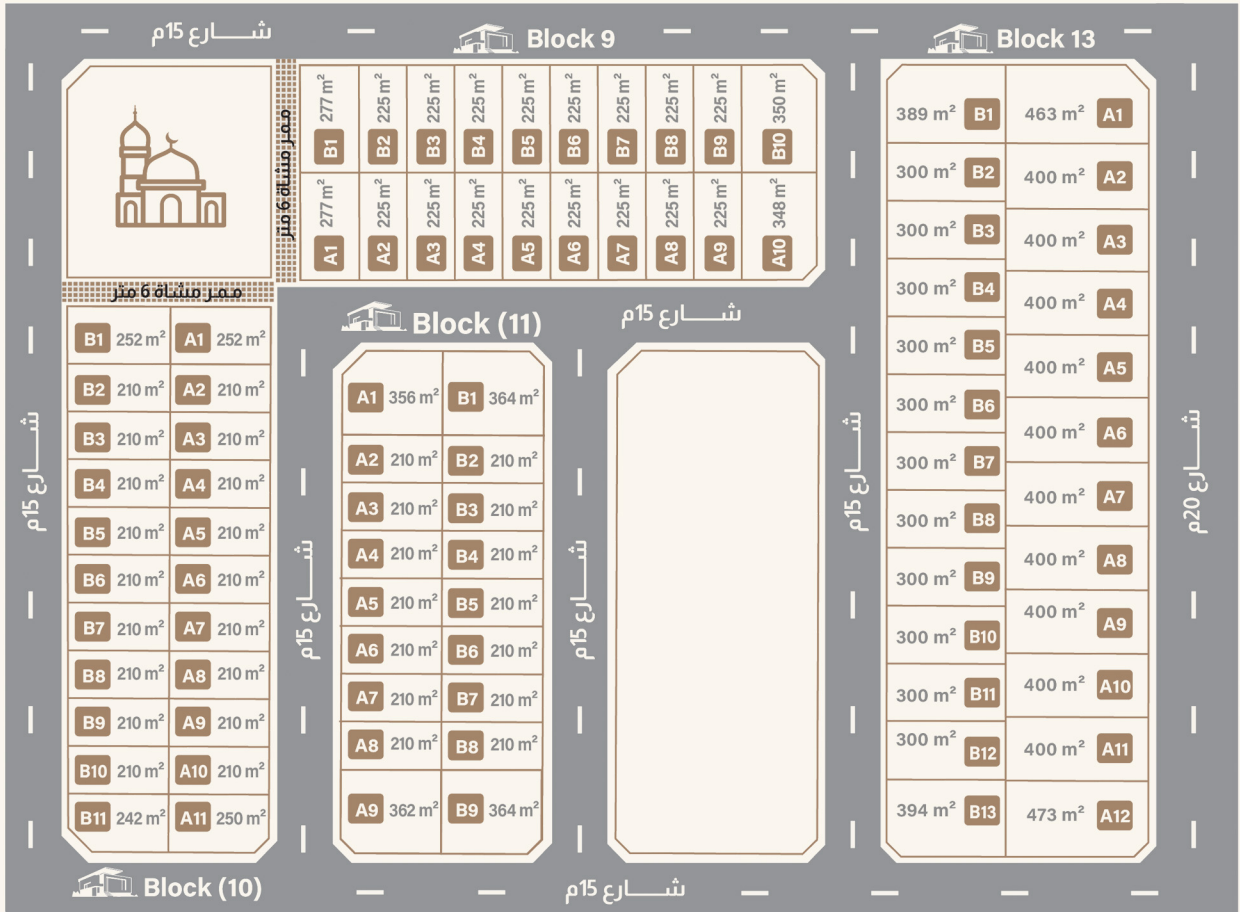 شــــارع 15م
Block 9
Block 13
ممر مشاة 6 متر
B1 277 m²
B2 225 m²
B3 225 m²
B4 225 m²
B5 225 m²
B6 225 m²
B7 225 m²
B8 225 m²
B9 225 m²
B10 350 m²
A1 277 m²
A2 225 m²
A3 225 m²
A4 225 m²
A5 225 m²
A6 225 m²
A7 225 m²
A8 225 m²
A9 225 m²
A10 348 m²
ممر مشاة 6 متر
B1 252 m² A1 252 m²
B2 210 m² A2 210 m²
B3 210 m² A3 210 m²
B4 210 m² A4 210 m²
B5 210 m² A5 210 m²
B6 210 m² A6 210 m²
B7 210 m² A7 210 m²
B8 210 m² A8 210 m²
B9 210 m² A9 210 m²
B10 210 m² A10 210 m²
B11 242 m² A11 250 m²
Block (10)
شــــارع 15م
Block (11)
شــــارع 15م
A1 356 m² B1 364 m²
A2 210 m² B2 210 m²
A3 210 m² B3 210 m²
A4 210 m² B4 210 m²
A5 210 m² B5 210 m²
A6 210 m² B6 210 m²
A7 210 m² B7 210 m²
A8 210 m² B8 210 m²
A9 362 m² B9 364 m²
شــــارع 15م
شــــارع 15م
شــــارع 15م
389 m² B1
300 m² B2
300 m² B3
300 m² B4
300 m² B5
300 m² B6
300 m² B7
300 m² B8
300 m² B9
300 m² B10
300 m² B11
300 m² B12
394 m² B13
463 m² A1
400 m² A2
400 m² A3
400 m² A4
400 m² A5
400 m² A6
400 m² A7
400 m² A8
400 m² A9
400 m² A10
400 m² A11
473 m² A12
شــــارع 20م
شــــارع 15م